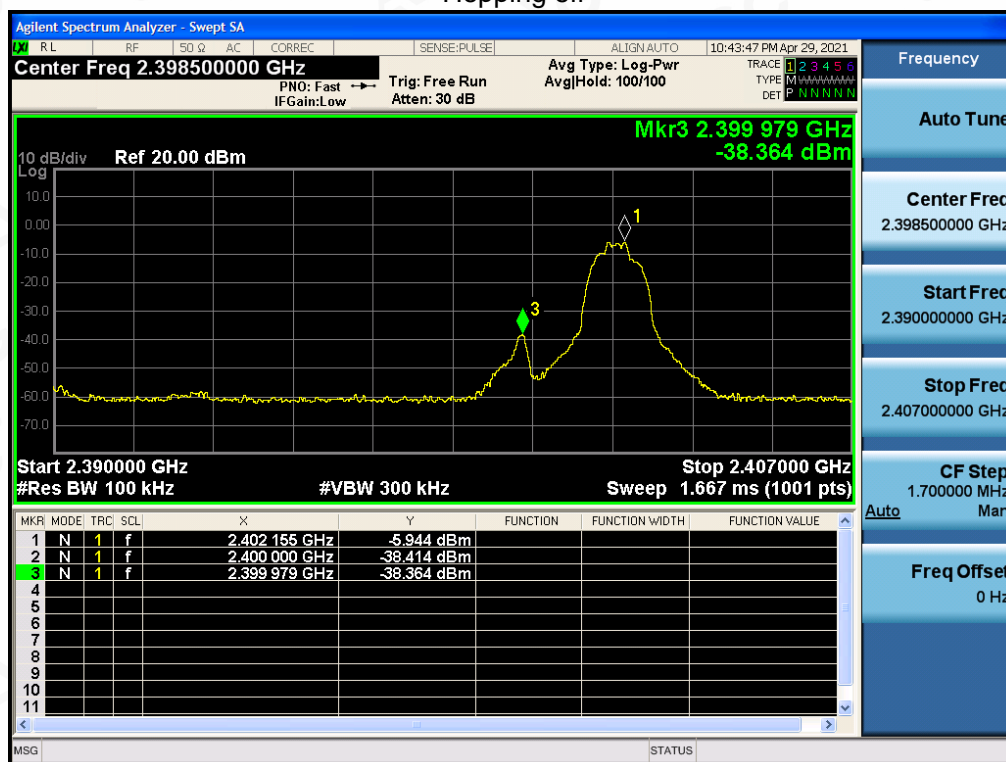 Hopping off
Agilent Spectrum Analyzer - Swept SA
LXI RL RF 50 Ω AC CORREC SENSE:PULSE ALIGN AUTO 10:43:47 PM Apr 29, 2021
Center Freq 2.398500000 GHz
PNO: Fast
IFGain:Low
Trig: Free Run
Atten: 30 dB
Avg Type: Log-Pwr
Avg|Hold: 100/100
TRACE 1 2 3 4 5 6
TYPE M WWWWW
DET P N N N N N
Mkr3 2.399 979 GHz
-38.364 dBm
10 dB/div Ref 20.00 dBm
Log
10.0
0.00
-10.0
-20.0
-30.0
-40.0
-50.0
-60.0
-70.0
1
3
Start 2.390000 GHz Stop 2.407000 GHz
#Res BW 100 kHz #VBW 300 kHz Sweep 1.667 ms (1001 pts)
MKR MODE TRC SCL X Y FUNCTION FUNCTION WIDTH FUNCTION VALUE
1 N 1 f 2.402 155 GHz -5.944 dBm
2 N 1 f 2.400 000 GHz -38.414 dBm
3 N 1 f 2.399 979 GHz -38.364 dBm
4
5
6
7
8
9
10
11
MSG STATUS
Frequency
Auto Tune
Center Freq
2.398500000 GHz
Start Freq
2.390000000 GHz
Stop Freq
2.407000000 GHz
CF Step
1.700000 MHz
Auto Man
Freq Offset
0 Hz